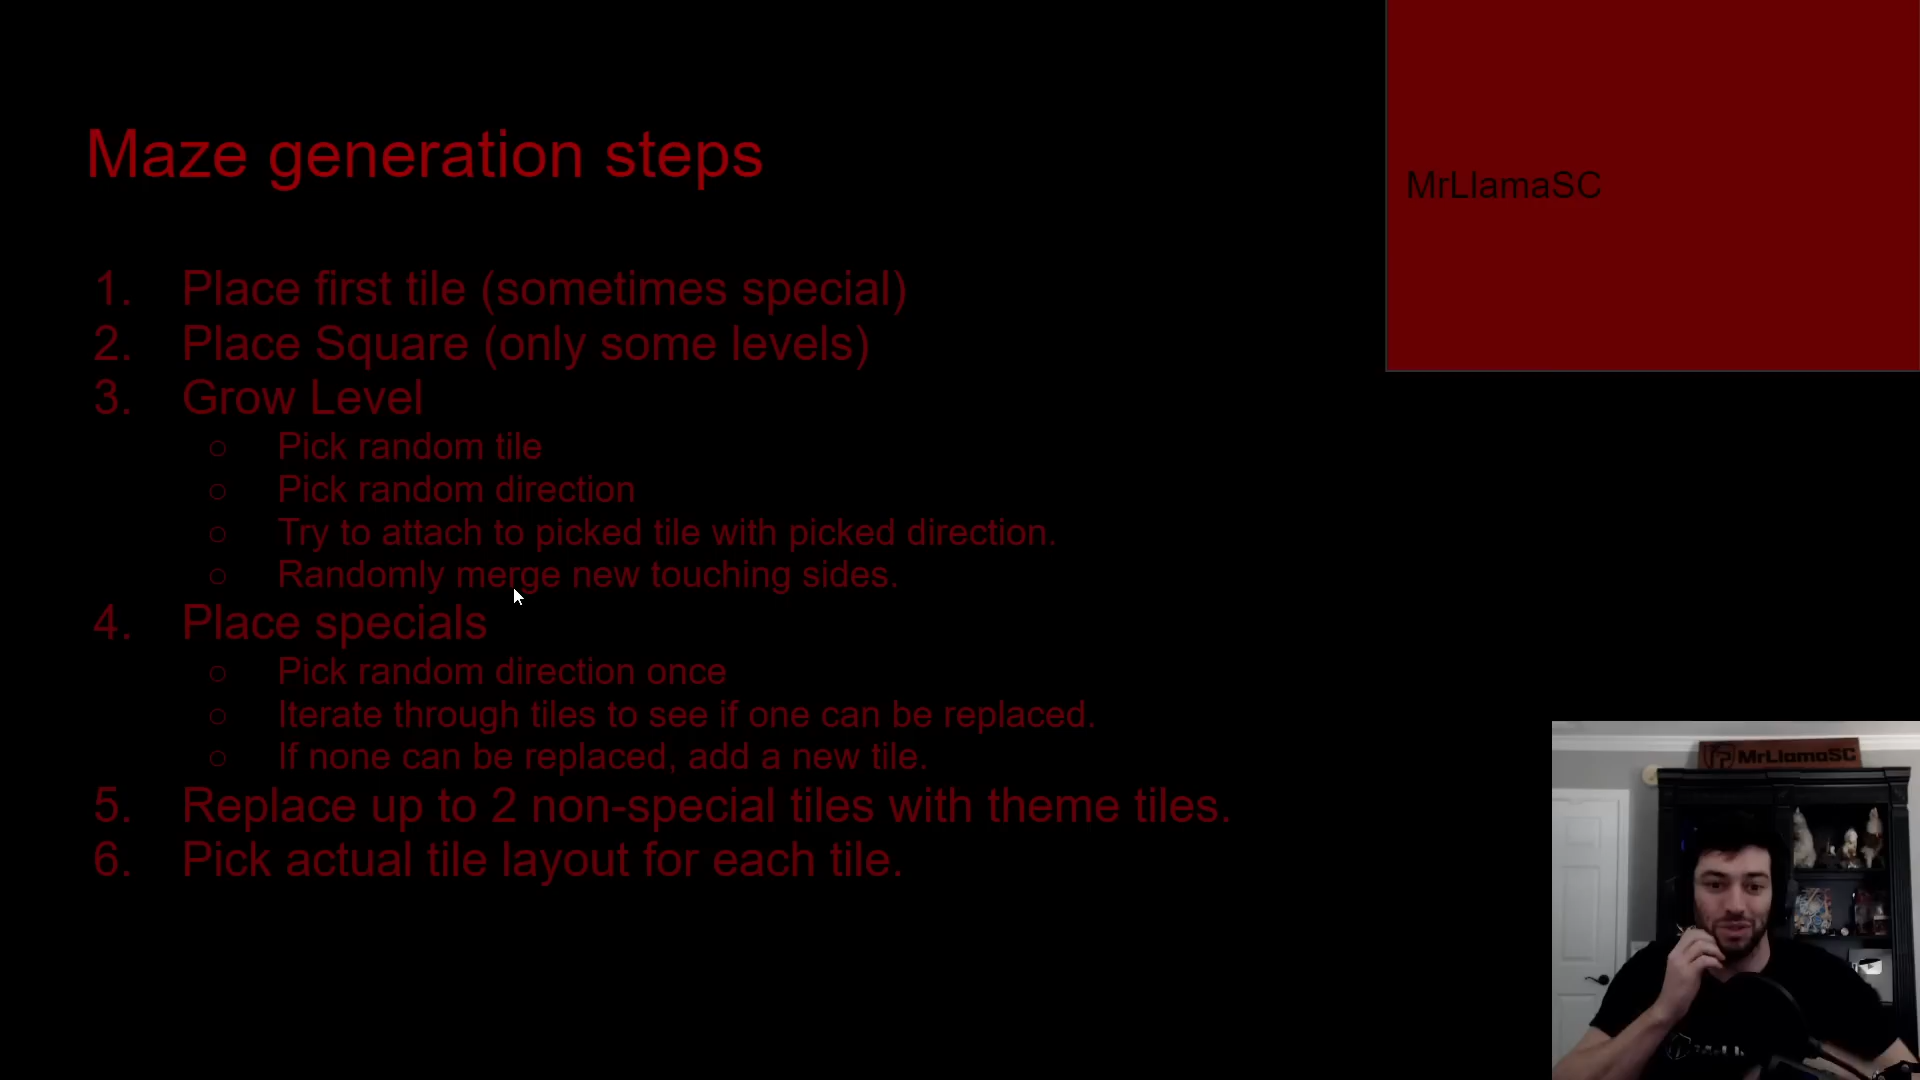 Maze generation steps
MrLlamaSC
1. Place first tile (sometimes special)
2. Place Square (only some levels)
3. Grow Level
○ Pick random tile
○ Pick random direction
○ Try to attach to picked tile with picked direction.
○ Randomly merge new touching sides.
4. Place specials
○ Pick random direction once
○ Iterate through tiles to see if one can be replaced.
○ If none can be replaced, add a new tile.
5. Replace up to 2 non-special tiles with theme tiles.
6. Pick actual tile layout for each tile.
MrLlamaSC